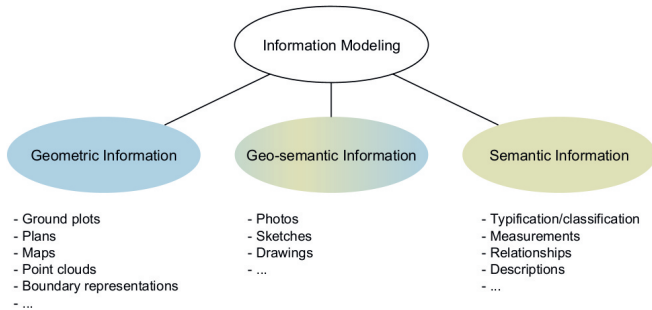 Information Modeling
Geometric Information
Geo-semantic Information
Semantic Information
- Ground plots
- Plans
- Maps
- Point clouds
- Boundary representations
- ...
- Photos
- Sketches
- Drawings
- ...
- Typification/classification
- Measurements
- Relationships
- Descriptions
- ...